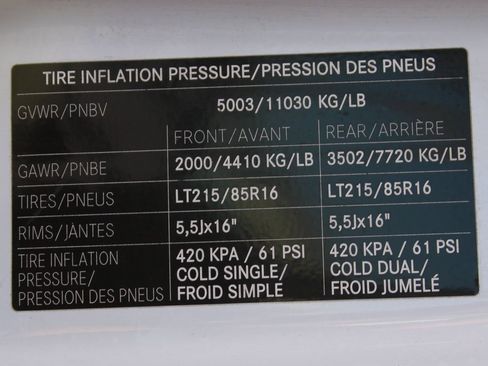 TIRE INFLATION PRESSURE/PRESSION DES PNEUS
GVWR/PNBV 5003/11030 KG/LB
FRONT/AVANT REAR/ARRIÈRE
GAWR/PNBE 2000/4410 KG/LB 3502/7720 KG/LB
TIRES/PNEUS LT215/85R16 LT215/85R16
RIMS/JANTES 5,5Jx16" 5,5Jx16"
TIRE INFLATION 420 KPA / 61 PSI 420 KPA / 61 PSI
PRESSURE/ COLD SINGLE/ COLD DUAL/
PRESSION DES PNEUS FROID SIMPLE FROID JUMELÉ